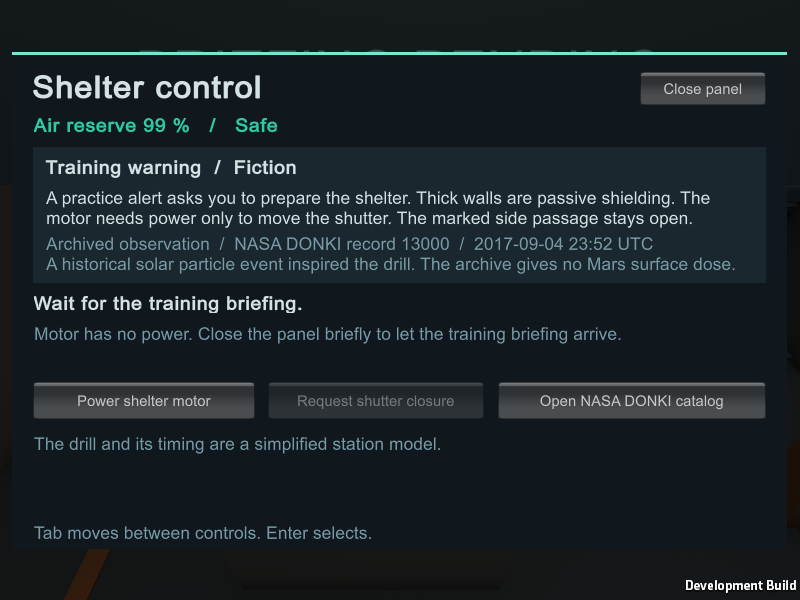 Shelter control
Close panel
Air reserve 99 % / Safe
Training warning / Fiction
A practice alert asks you to prepare the shelter. Thick walls are passive shielding. The
motor needs power only to move the shutter. The marked side passage stays open.
Archived observation / NASA DONKI record 13000 / 2017-09-04 23:52 UTC
A historical solar particle event inspired the drill. The archive gives no Mars surface dose.
Wait for the training briefing.
Motor has no power. Close the panel briefly to let the training briefing arrive.
Power shelter motor
Request shutter closure
Open NASA DONKI catalog
The drill and its timing are a simplified station model.
Tab moves between controls. Enter selects.
Development Build